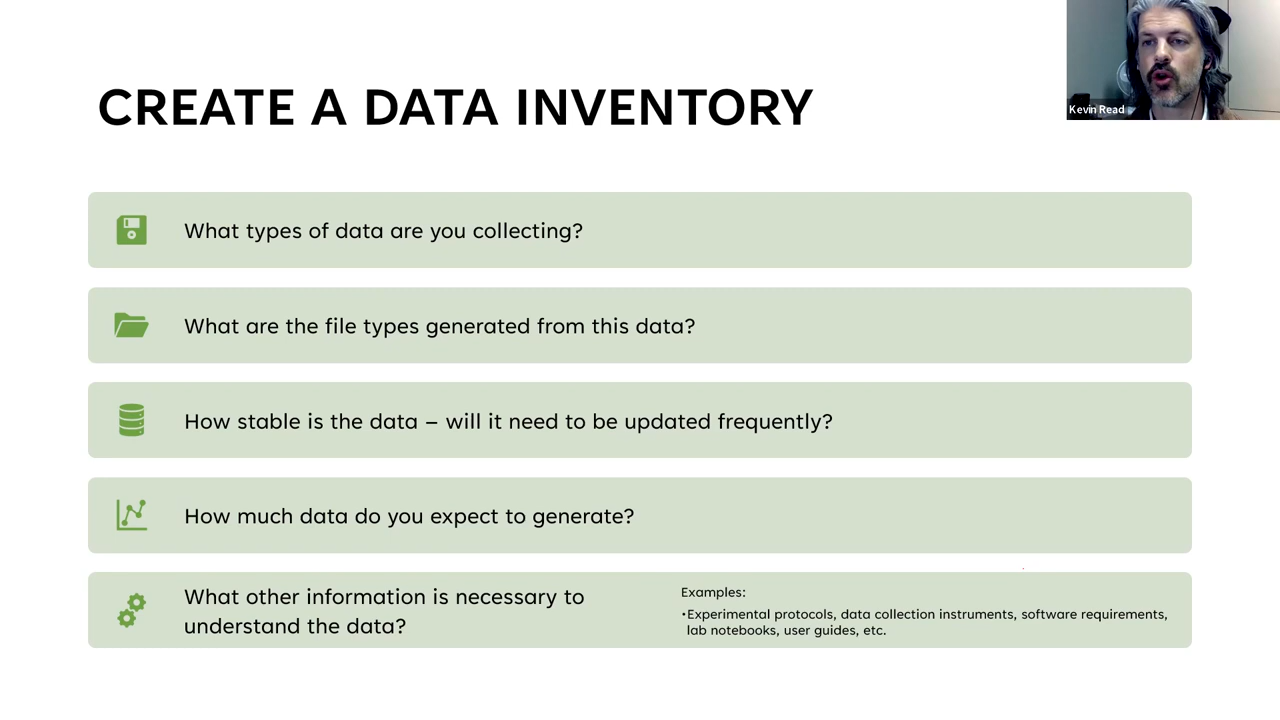 CREATE A DATA INVENTORY
Kevin Read
What types of data are you collecting?
What are the file types generated from this data?
How stable is the data – will it need to be updated frequently?
How much data do you expect to generate?
What other information is necessary to
understand the data?
Examples:
•Experimental protocols, data collection instruments, software requirements,
lab notebooks, user guides, etc.